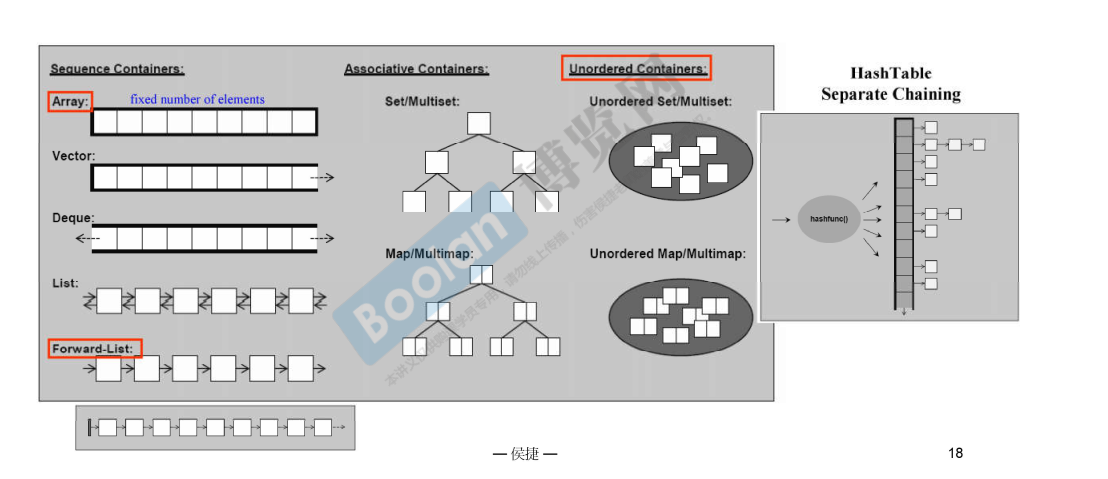 Sequence Containers:
Array:
fixed number of elements
Vector:
Deque:
List:
Forward-List:
Associative Containers:
Set/Multiset:
Map/Multimap:
Unordered Containers:
Unordered Set/Multiset:
Unordered Map/Multimap:
HashTable
Separate Chaining
hashfunc()
Boolan 博览网
— 侯捷 —
18